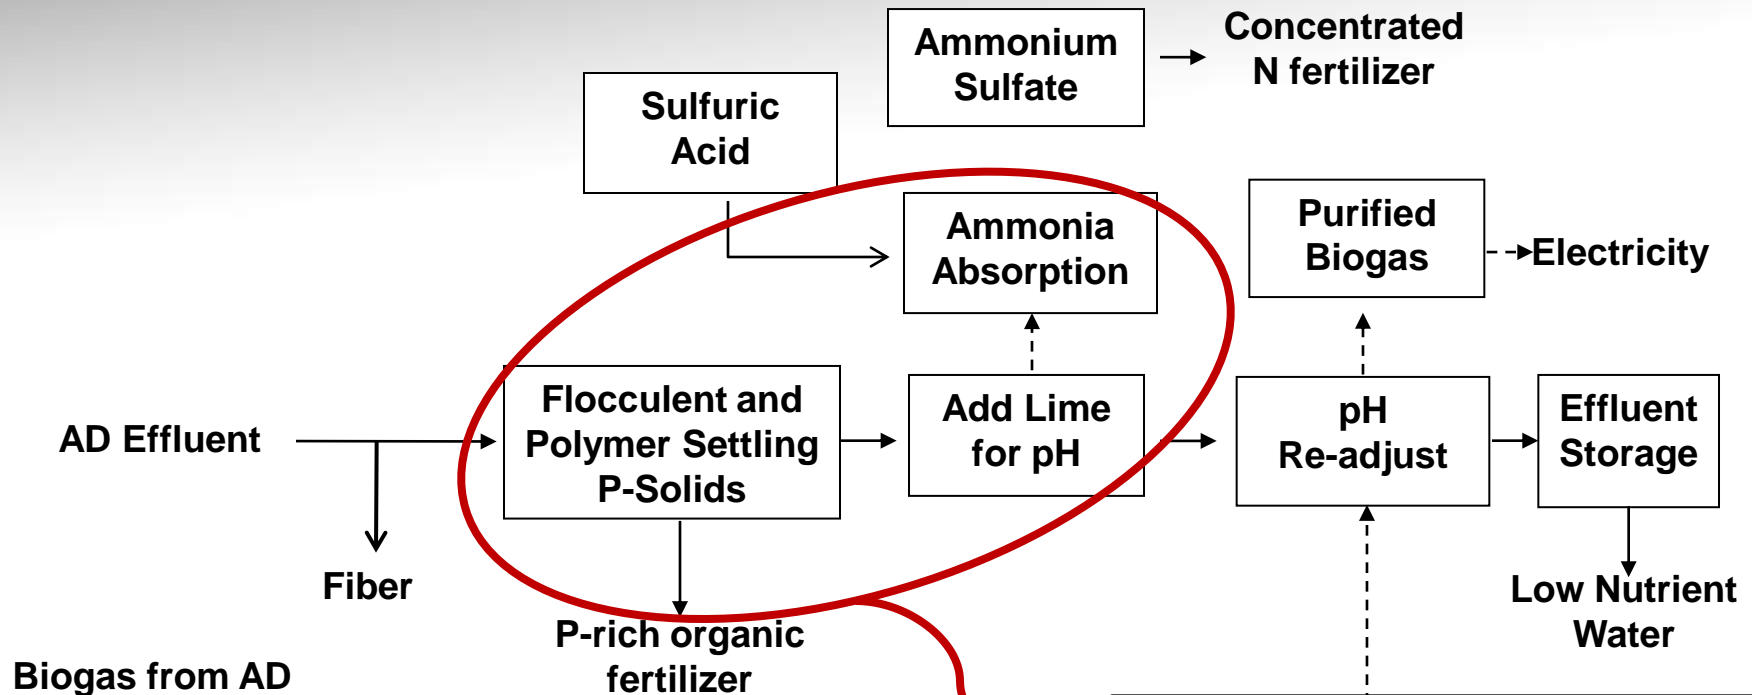 Ammonium
Sulfate
Concentrated
N fertilizer
Sulfuric
Acid
Ammonia
Absorption
Purified
Biogas
Electricity
AD Effluent
Flocculent and
Polymer Settling
P-Solids
Add Lime
for pH
pH
Re-adjust
Effluent
Storage
Fiber
P-rich organic
fertilizer
Low Nutrient
Water
Biogas from AD